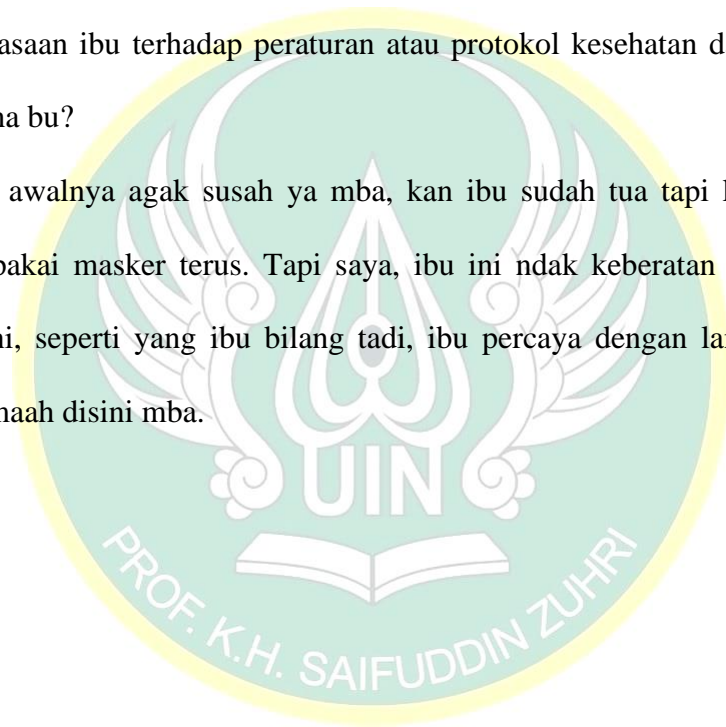 asaan ibu terhadap peraturan atau protokol kesehatan d
na bu?
awalnya agak susah ya mba, kan ibu sudah tua tapi
pakai masker terus. Tapi saya, ibu ini ndak keberatan
ni, seperti yang ibu bilang tadi, ibu percaya dengan la
maah disini mba.
UIN
PROF. K.H. SAIFUDDIN ZUHRI